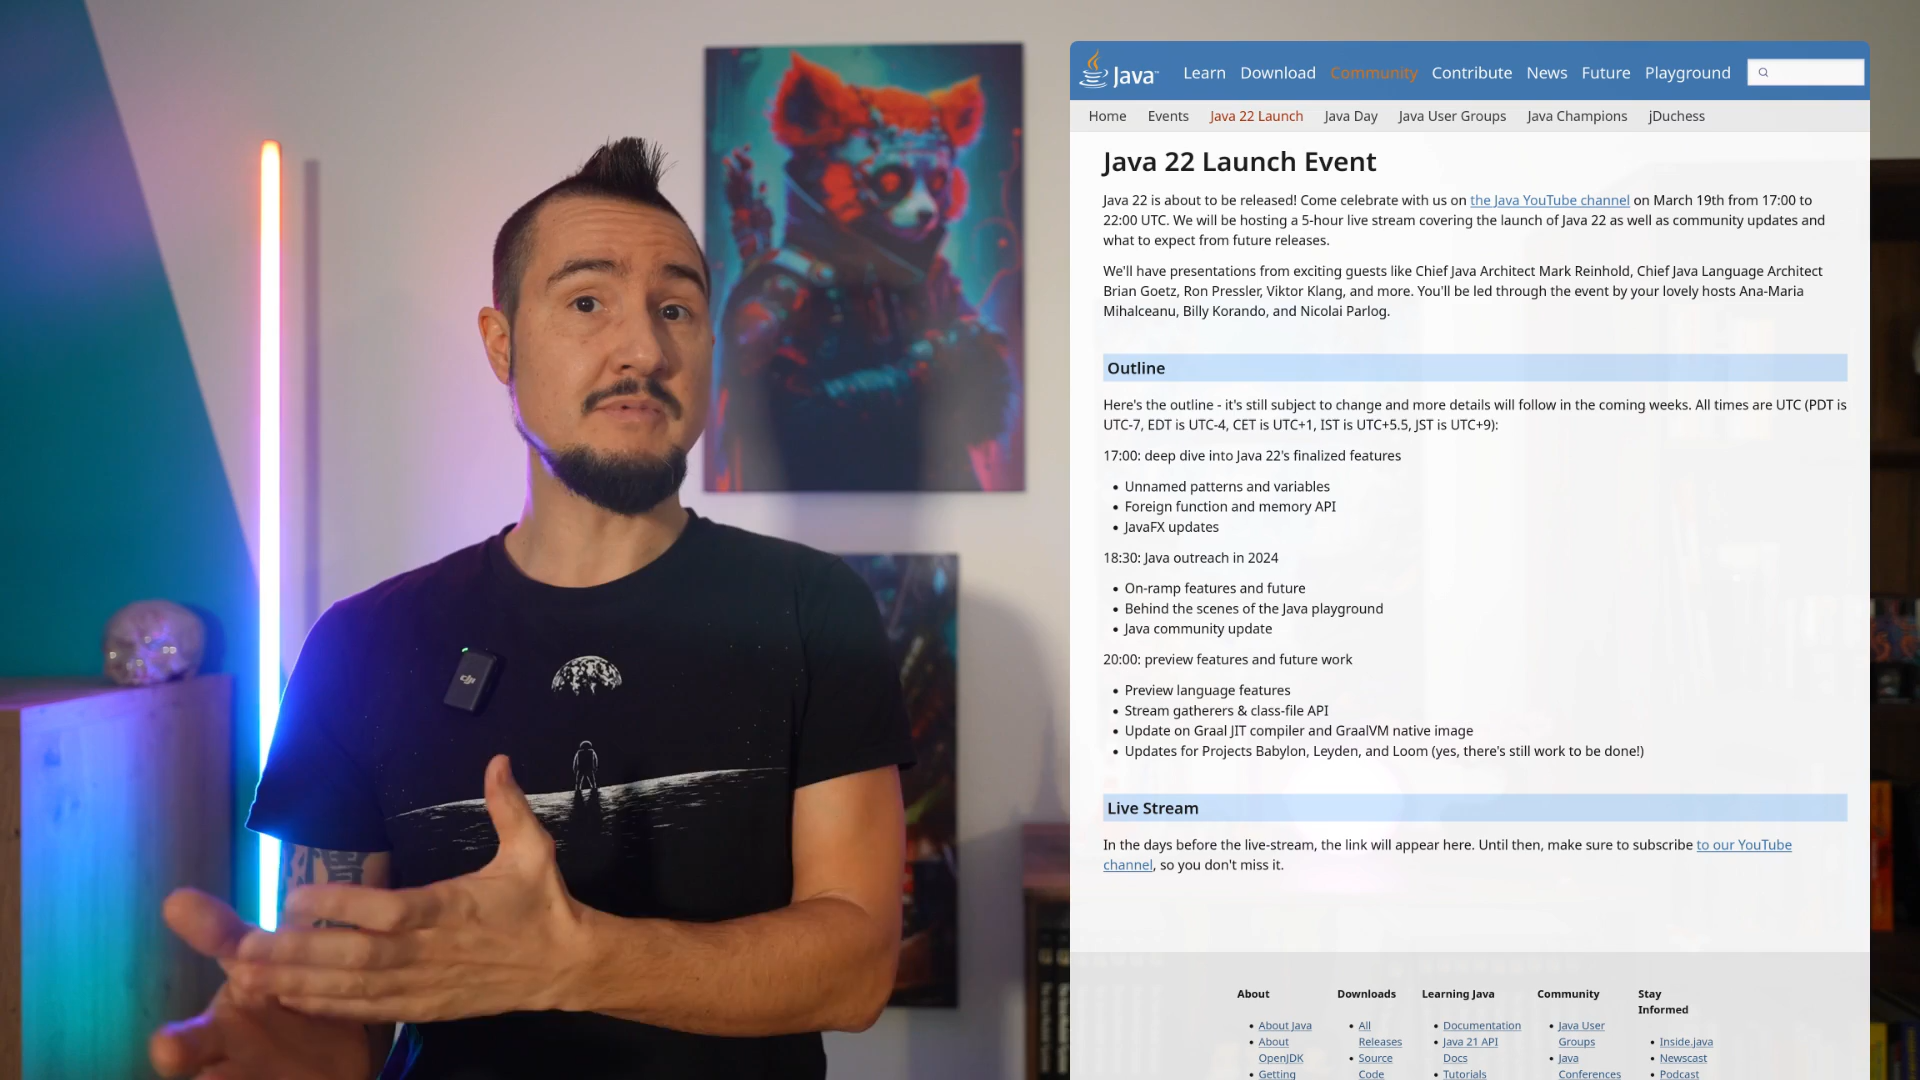 Java™ Learn Download Community Contribute News Future Playground
Home Events Java 22 Launch Java Day Java User Groups Java Champions jDuchess
Java 22 Launch Event
Java 22 is about to be released! Come celebrate with us on the Java YouTube channel on March 19th from 17:00 to
22:00 UTC. We will be hosting a 5-hour live stream covering the launch of Java 22 as well as community updates and
what to expect from future releases.
We'll have presentations from exciting guests like Chief Java Architect Mark Reinhold, Chief Java Language Architect
Brian Goetz, Ron Pressler, Viktor Klang, and more. You'll be led through the event by your lovely hosts Ana-Maria
Mihalceanu, Billy Korando, and Nicolai Parlog.
Outline
Here's the outline - it's still subject to change and more details will follow in the coming weeks. All times are UTC (PDT is
UTC-7, EDT is UTC-4, CET is UTC+1, IST is UTC+5.5, JST is UTC+9):
17:00: deep dive into Java 22's finalized features
• Unnamed patterns and variables
• Foreign function and memory API
• JavaFX updates
18:30: Java outreach in 2024
• On-ramp features and future
• Behind the scenes of the Java playground
• Java community update
20:00: preview features and future work
• Preview language features
• Stream gatherers & class-file API
• Update on Graal JIT compiler and GraalVM native image
• Updates for Projects Babylon, Leyden, and Loom (yes, there's still work to be done!)
Live Stream
In the days before the live-stream, the link will appear here. Until then, make sure to subscribe to our YouTube
channel, so you don't miss it.
About
• About Java
• About
OpenJDK
• Getting
Downloads
• All
Releases
• Source
Code
Learning Java
• Documentation
• Java 21 API
Docs
• Tutorials
Community
• Java User
Groups
• Java
Conferences
Stay
Informed
• Inside.java
• Newscast
• Podcast
dji